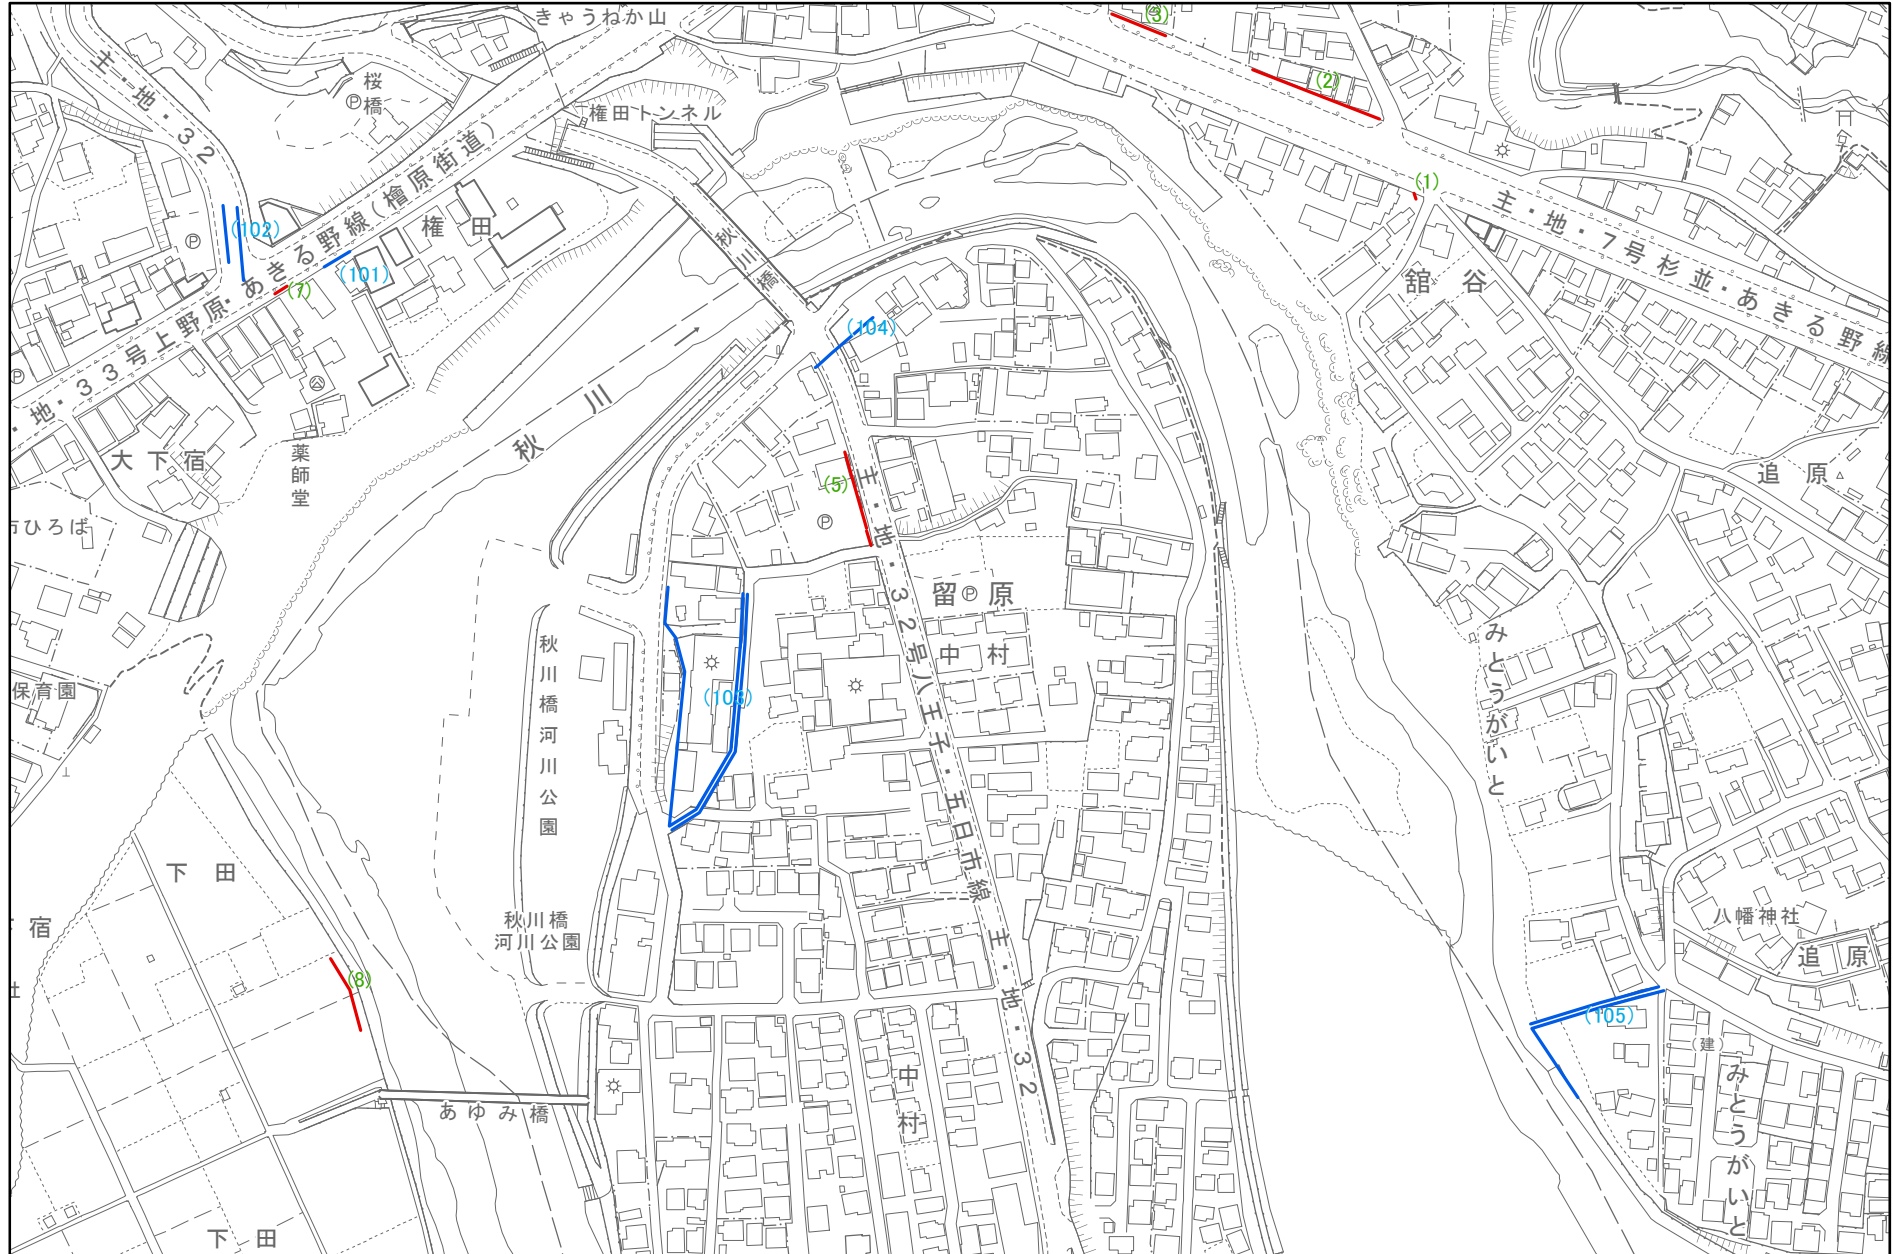 きゃうねか山
(3)
主・地・32
桜橋
権田トンネル
(2)
(1)
主・地・7号杉並・あきる野線
(102)
権田
(101)
(7)
地・33号上野原・あきる野線(檜原街道)
秋川橋
舘谷
(104)
秋川
大下宿
薬師堂
追原
市ひろば
(5)
主・地・32号八王子・五日市線
留原
中村
みとうがいと
保育園
秋川橋河川公園
(103)
下田
宿
秋川橋
河川公園
八幡神社
追原
(8)
主・地・32
(105)
(建)
中村
あゆみ橋
みとうがいと
下田